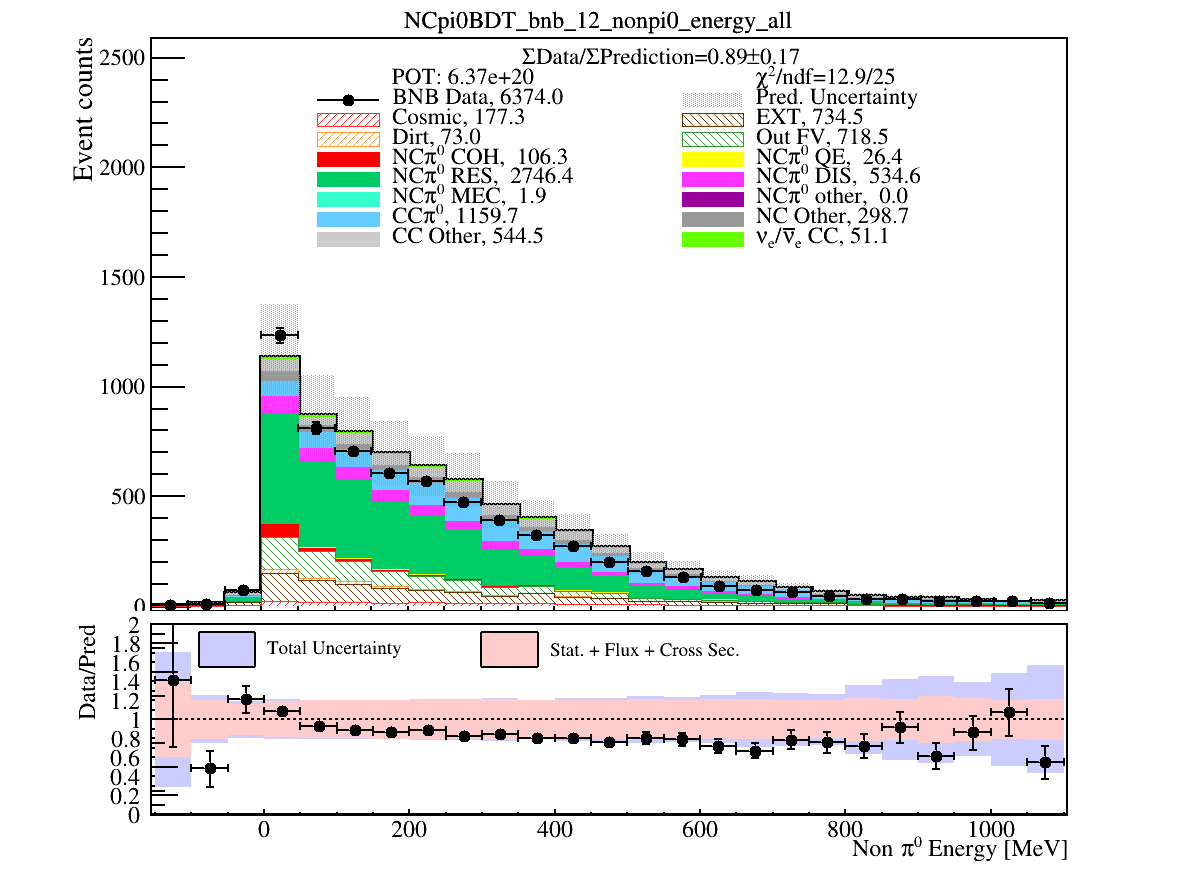 NCpi0BDT_bnb_12_nonpi0_energy_all
ΣData/ΣPrediction=0.89±0.17
POT: 6.37e+20
χ²/ndf=12.9/25
BNB Data, 6374.0
Pred. Uncertainty
Cosmic, 177.3
EXT, 734.5
Dirt, 73.0
Out FV, 718.5
NCπ⁰ COH, 106.3
NCπ⁰ QE, 26.4
NCπ⁰ RES, 2746.4
NCπ⁰ DIS, 534.6
NCπ⁰ MEC, 1.9
NCπ⁰ other, 0.0
CCπ⁰, 1159.7
NC Other, 298.7
CC Other, 544.5
νₑ/ν̅ₑ CC, 51.1
Event counts
2500
2000
1500
1000
500
0
Data/Pred
2
1.8
1.6
1.4
1.2
1
0.8
0.6
0.4
0.2
0
Total Uncertainty
Stat. + Flux + Cross Sec.
0
200
400
600
800
1000
Non π⁰ Energy [MeV]